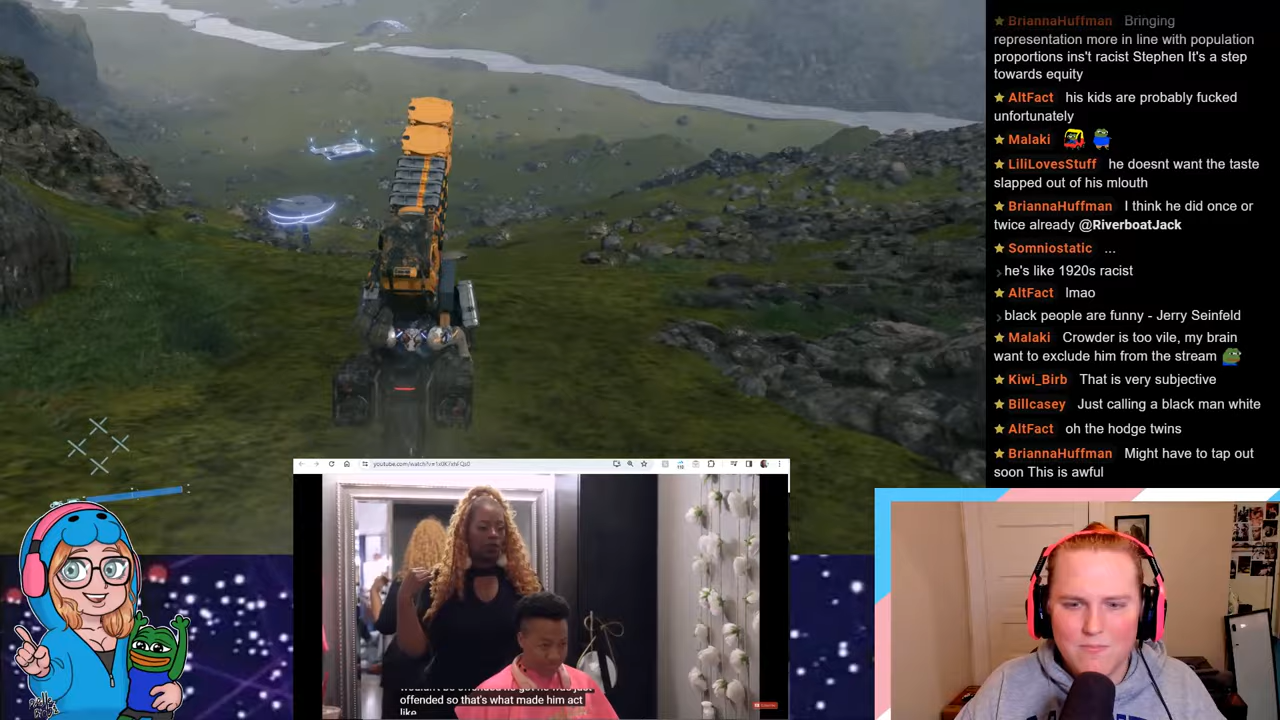 BriannaHuffman Bringing
representation more in line with population
proportions ins't racist Stephen It's a step
towards equity
AltFact his kids are probably fucked
unfortunately
Malaki
LiliLovesStuff he doesnt want the taste
slapped out of his mlouth
BriannaHuffman I think he did once or
twice already @RiverboatJack
Somniostatic ...
he's like 1920s racist
AltFact lmao
black people are funny - Jerry Seinfeld
Malaki Crowder is too vile, my brain
want to exclude him from the stream
Kiwi_Birb That is very subjective
Billcasey Just calling a black man white
AltFact oh the hodge twins
BriannaHuffman Might have to tap out
soon This is awful
offended so that's what made him act
like